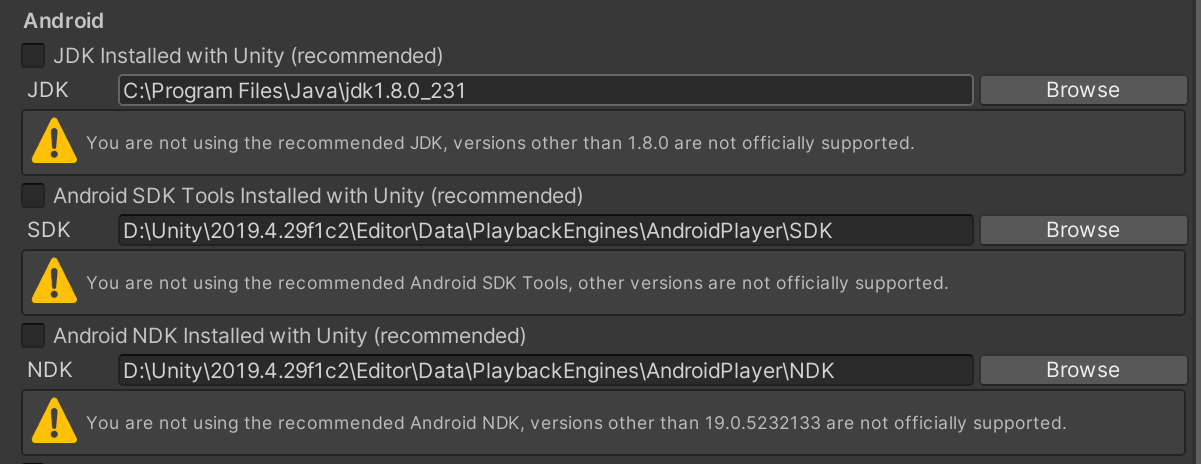 Android
JDK Installed with Unity (recommended)
JDK C:\Program Files\Java\jdk1.8.0_231 Browse
You are not using the recommended JDK, versions other than 1.8.0 are not officially supported.
Android SDK Tools Installed with Unity (recommended)
SDK D:\Unity\2019.4.29f1c2\Editor\Data\PlaybackEngines\AndroidPlayer\SDK Browse
You are not using the recommended Android SDK Tools, other versions are not officially supported.
Android NDK Installed with Unity (recommended)
NDK D:\Unity\2019.4.29f1c2\Editor\Data\PlaybackEngines\AndroidPlayer\NDK Browse
You are not using the recommended Android NDK, versions other than 19.0.5232133 are not officially supported.